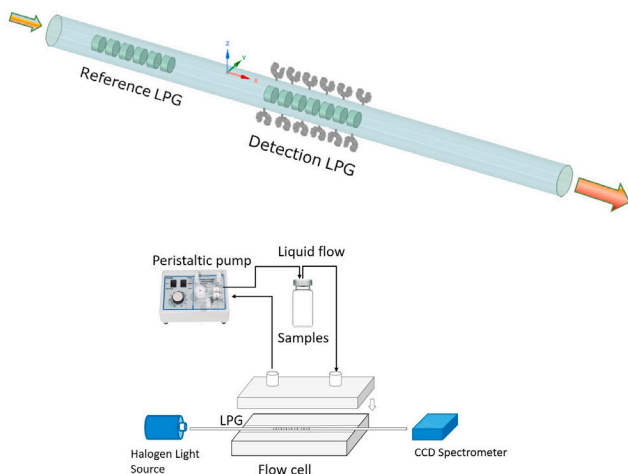 Z
Y
X
Reference LPG
Detection LPG
Liquid flow
Peristaltic pump
Samples
LPG
Halogen Light
Source
CCD Spectrometer
Flow cell